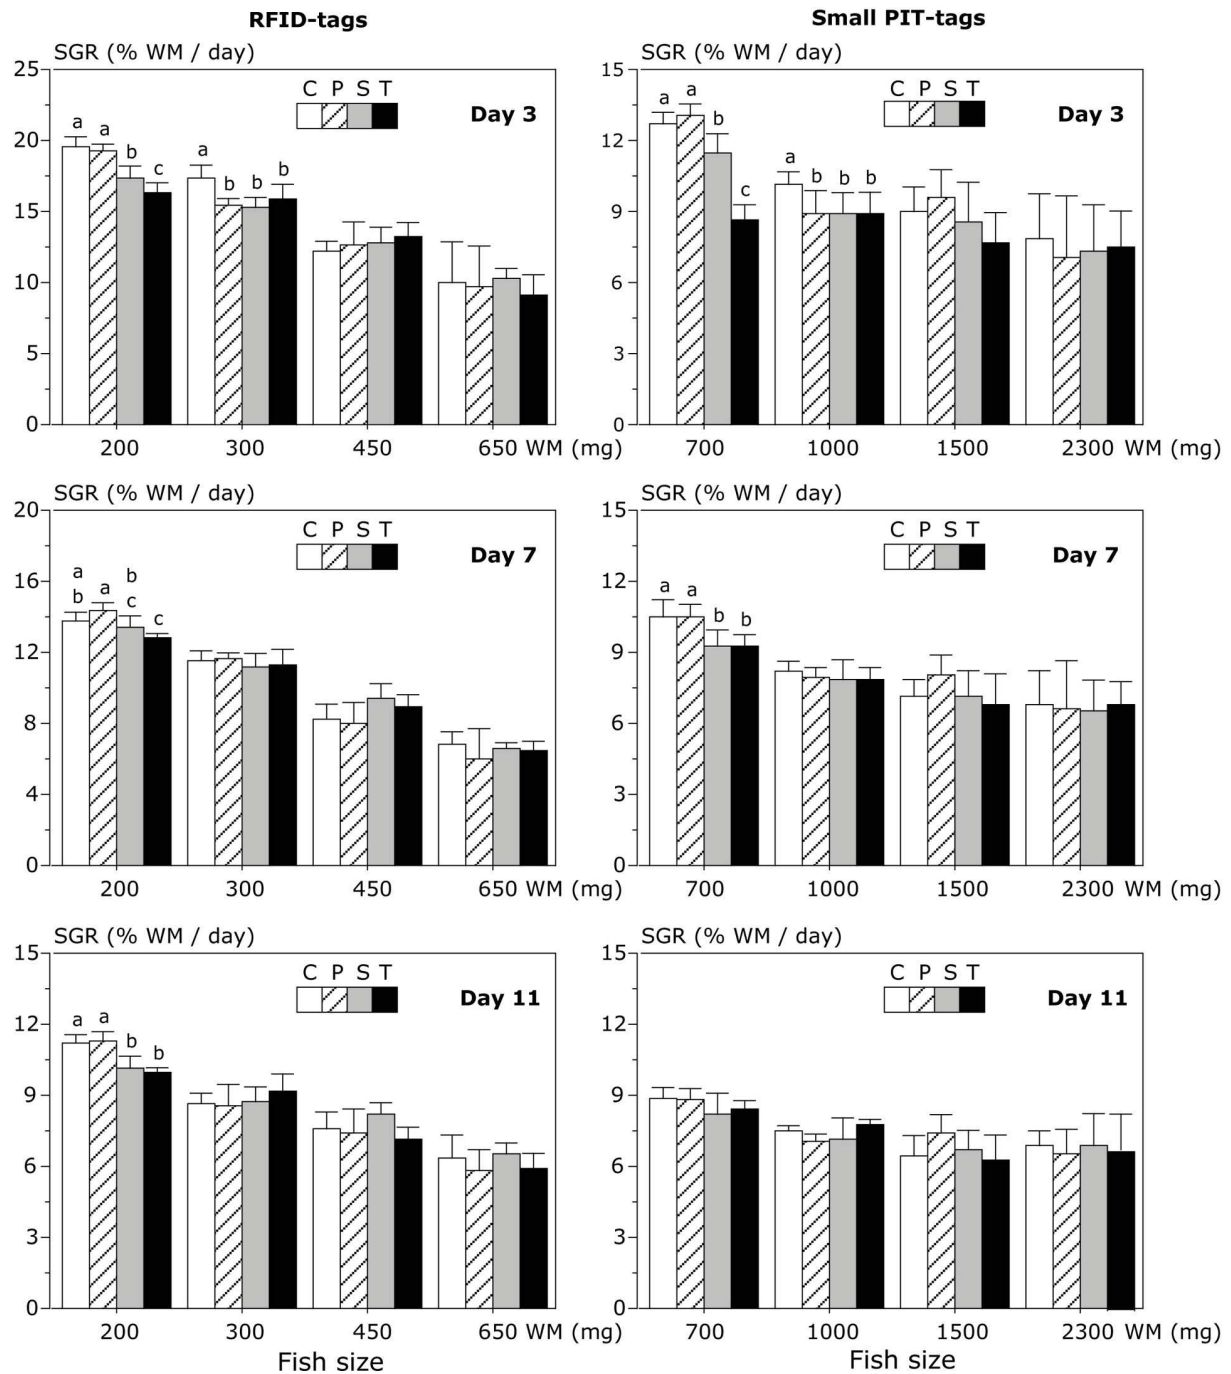 RFID-tags
SGR (% WM / day)
25
20
15
10
5
0
C P S T
Day 3
a a b c
a b b b
200 300 450 650 WM (mg)
Small PIT-tags
SGR (% WM / day)
15
12
9
6
3
0
C P S T
Day 3
a a b c
a b b b
700 1000 1500 2300 WM (mg)
SGR (% WM / day)
20
16
12
8
4
0
C P S T
Day 7
a b
b a c c
200 300 450 650 WM (mg)
SGR (% WM / day)
15
12
9
6
3
0
C P S T
Day 7
a a b b
700 1000 1500 2300 WM (mg)
SGR (% WM / day)
15
12
9
6
3
0
C P S T
Day 11
a a b b
200 300 450 650 WM (mg)
Fish size
SGR (% WM / day)
15
12
9
6
3
0
C P S T
Day 11
700 1000 1500 2300 WM (mg)
Fish size